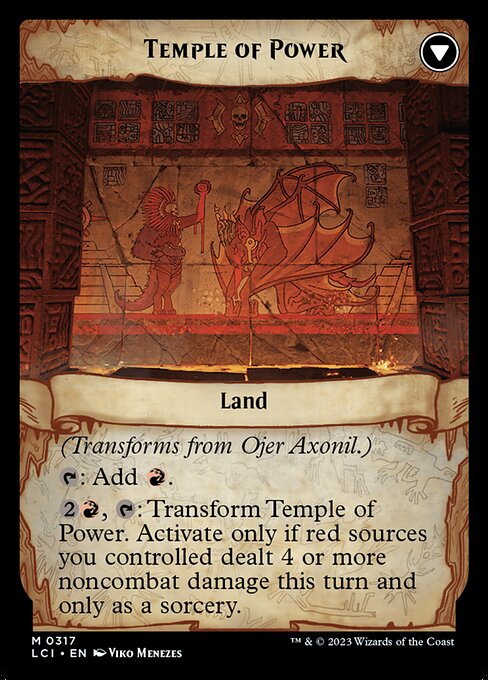 Temple of Power
Land
(Transforms from Ojer Axonil.)
: Add .
2 , : Transform Temple of
Power. Activate only if red sources
you controlled dealt 4 or more
noncombat damage this turn and
only as a sorcery.
M 0317
LCI • EN Viko Menezes
™ & © 2023 Wizards of the Coast